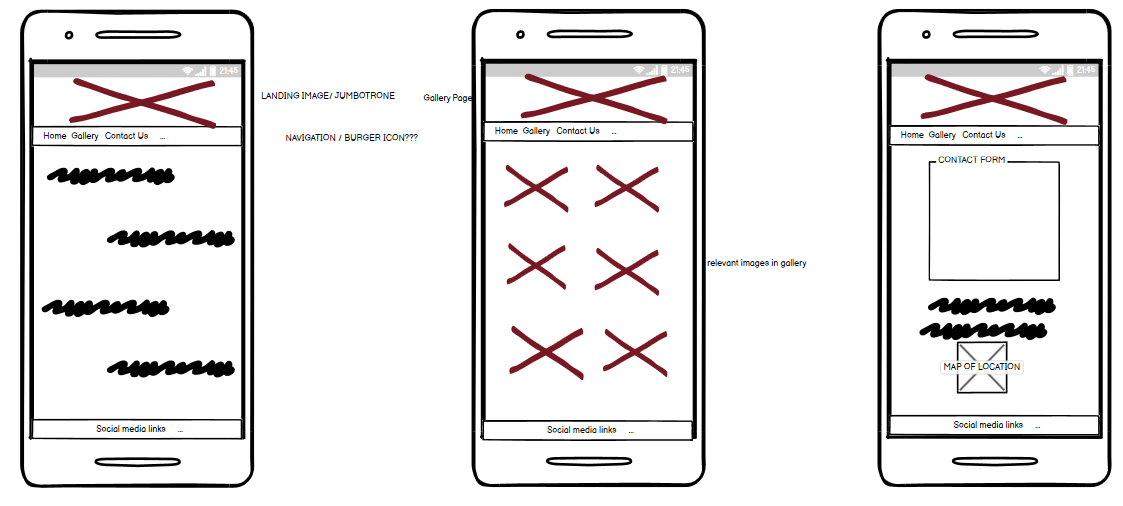 21:45
LANDING IMAGE/ JUMBOTRONE
Home Gallery Contact Us ...
NAVIGATION / BURGER ICON???
Social media links ...
Gallery Page
21:45
Home Gallery Contact Us ...
relevant images in gallery
Social media links ...
21:45
Home Gallery Contact Us ...
CONTACT FORM
MAP OF LOCATION
Social media links ...